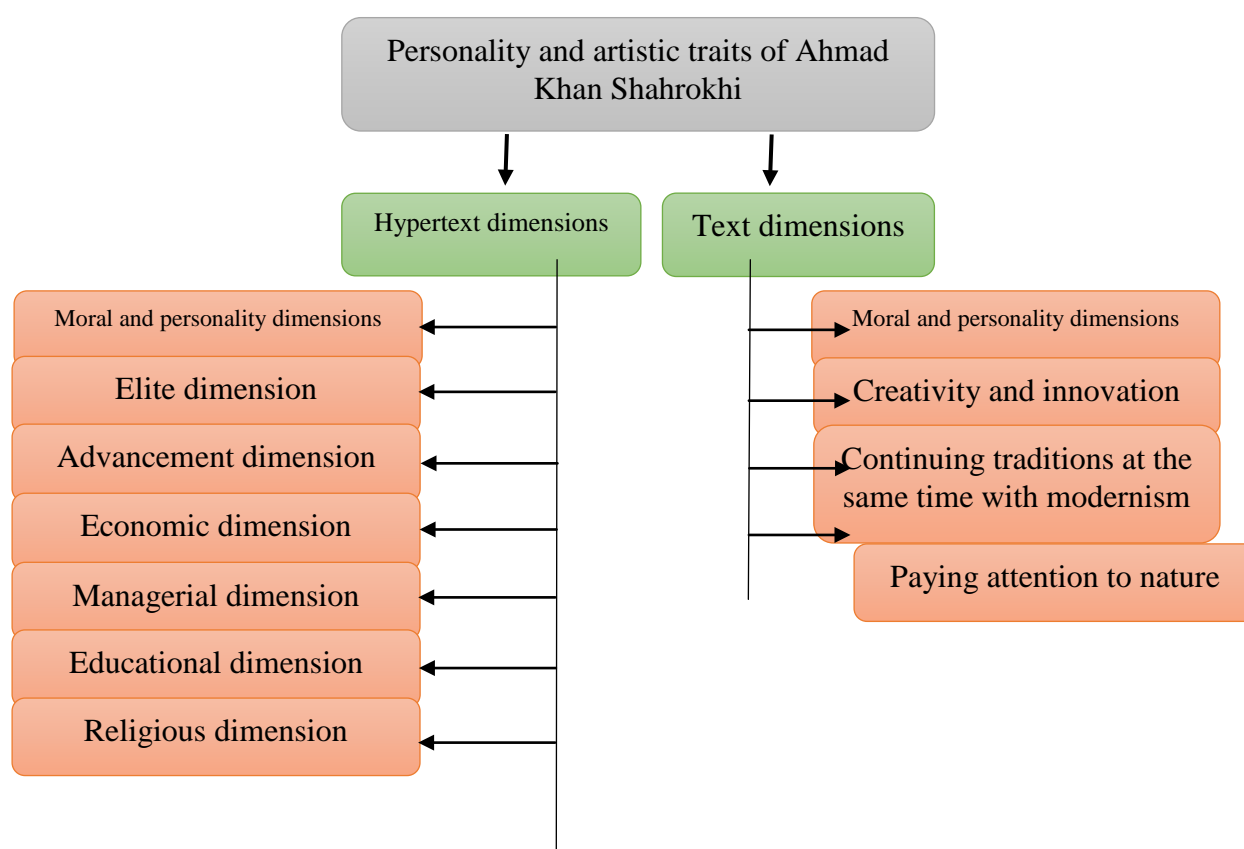 Personality and artistic traits of Ahmad
Khan Shahrokhi
Hypertext dimensions
Text dimensions
Moral and personality dimensions
Elite dimension
Advancement dimension
Economic dimension
Managerial dimension
Educational dimension
Religious dimension
Moral and personality dimensions
Creativity and innovation
Continuing traditions at the
same time with modernism
Paying attention to nature